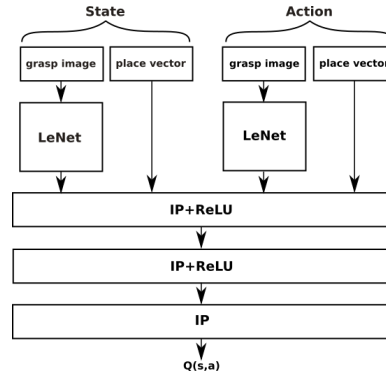 State Action
grasp image place vector grasp image place vector
LeNet LeNet
IP+ReLU
IP+ReLU
IP
Q(s,a)